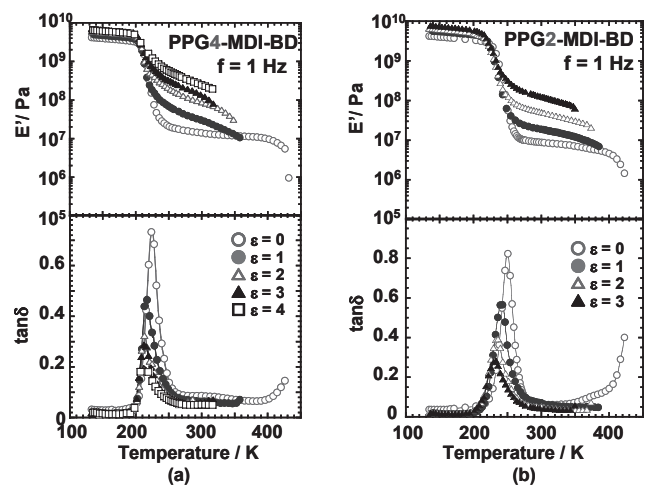 10^10
PPG4-MDI-BD
f = 1 Hz
10^9
10^8
E'/ Pa
10^7
10^6
10^5
0.8
ε = 0
ε = 1
0.6
ε = 2
ε = 3
tanδ
0.4
ε = 4
0.2
0
100 200 300 400
Temperature / K
(a)
10^10
PPG2-MDI-BD
f = 1 Hz
10^9
10^8
E'/ Pa
10^7
10^6
10^5
1
ε = 0
0.8
ε = 1
ε = 2
0.6
ε = 3
tanδ
0.4
0.2
0
100 200 300 400
Temperature / K
(b)